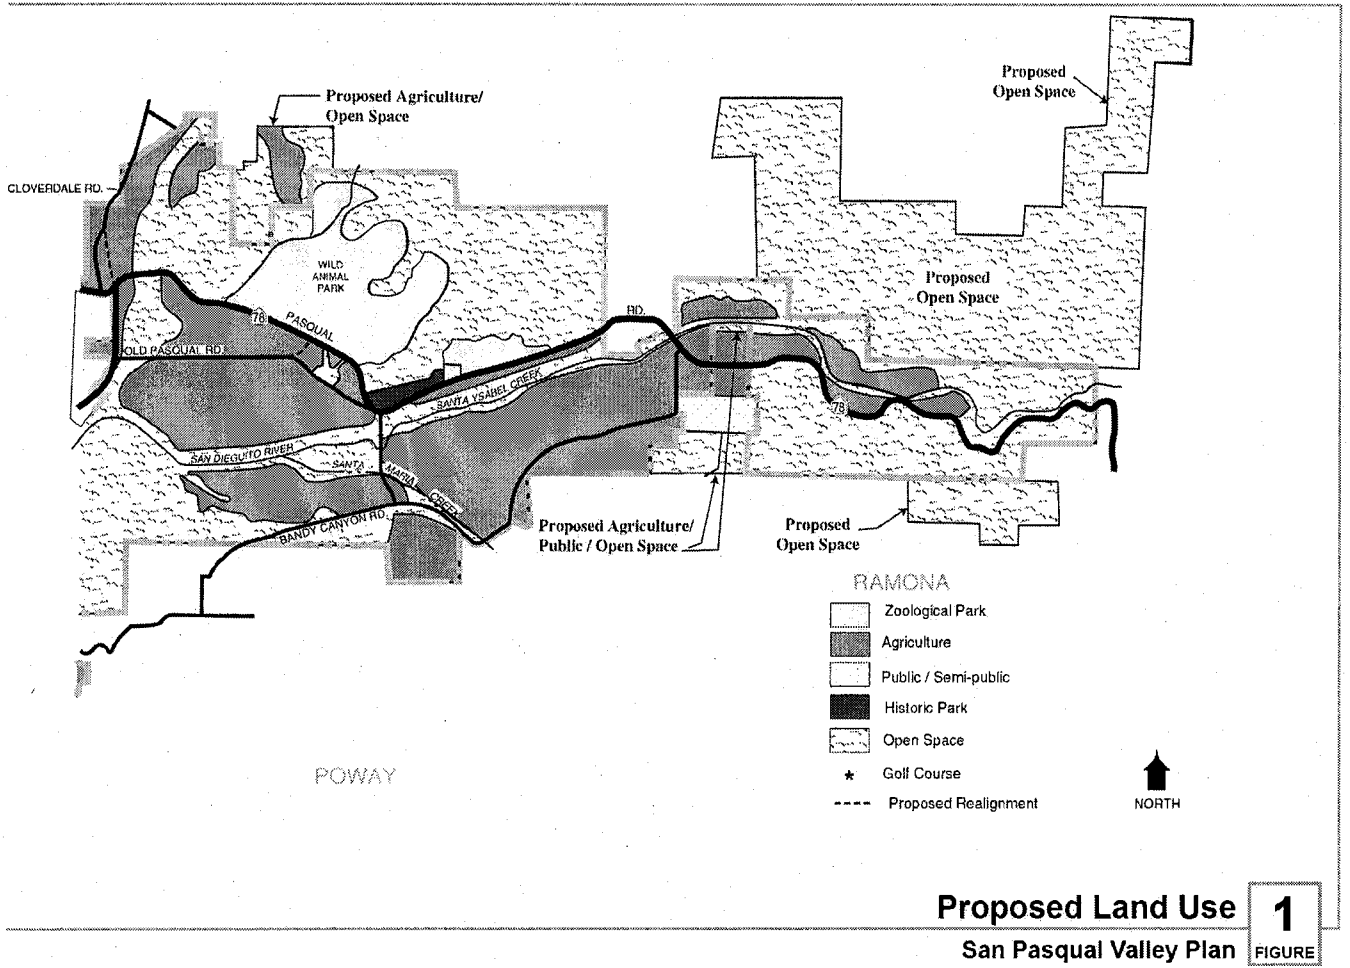 Proposed
Open Space
Proposed Agriculture/
Open Space
CLOVERDALE RD.
WILD
ANIMAL
PARK
Proposed
Open Space
78
PASQUAL
RD.
OLD PASQUAL RD.
SANTA YSABEL CREEK
78
SAN DIEGUITO RIVER
SANTA
MARIA
CREEK
BANDY CANYON RD.
Proposed Agriculture/
Public / Open Space
Proposed
Open Space
RAMONA
Zoological Park
Agriculture
Public / Semi-public
Historic Park
Open Space
Golf Course
Proposed Realignment
POWAY
NORTH
Proposed Land Use
San Pasqual Valley Plan
1
FIGURE